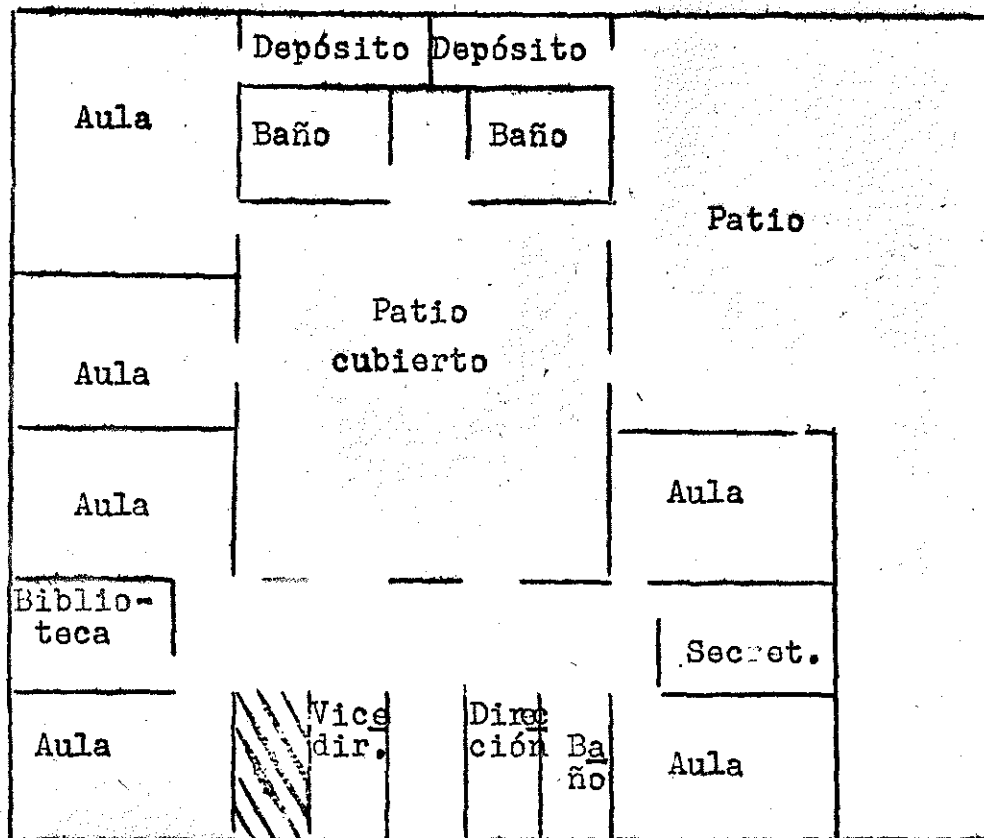 Depósito Depósito
Aula
Baño Baño
Patio
Patio
cubierto
Aula
Aula
Aula
Biblio-
teca
Secret.
Vice
dir.
Direc
ción
Ba
ño
Aula
Aula